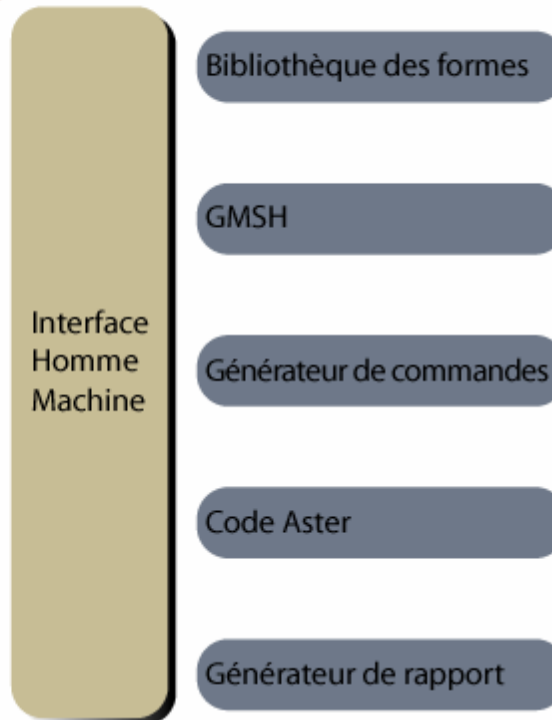 Interface
Homme
Machine
Bibliothèque des formes
GMSH
Générateur de commandes
Code Aster
Générateur de rapport